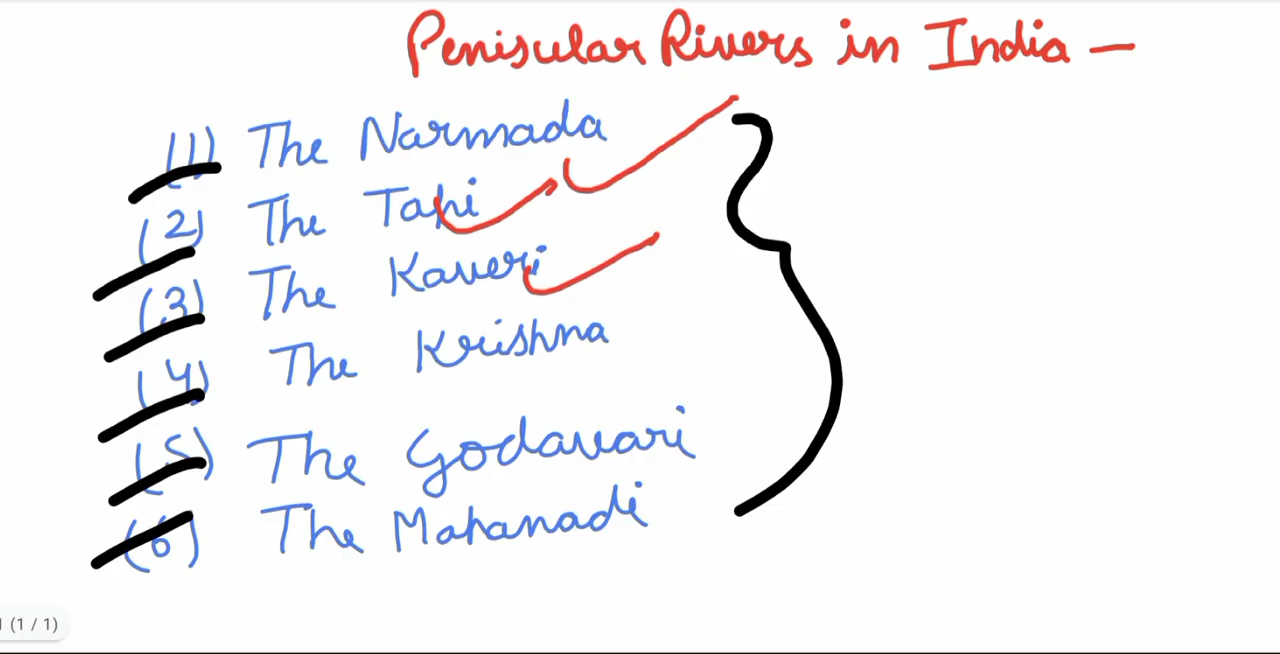 Penisular Rivers in India —
(1) The Narmada
(2) The Tapi
(3) The Kaveri
(4) The Krishna
(5) The Godavari
(6) The Mahanadi
(1 / 1)